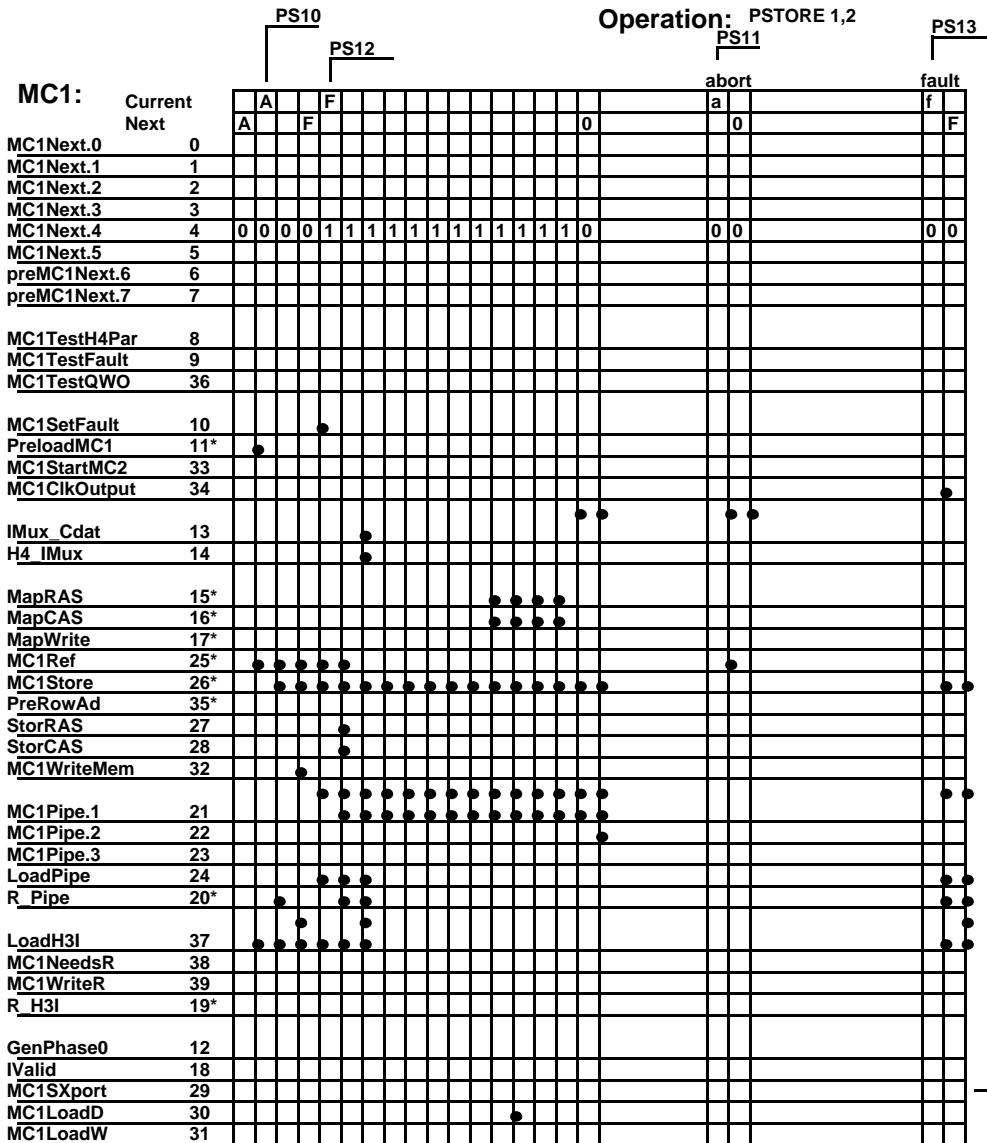 PS10
Operation: PSTORE 1,2
PS11
PS13
PS12
abort
fault
MC1:
Current A F a f
Next A F 0 0 F
MC1Next.0 0
MC1Next.1 1
MC1Next.2 2
MC1Next.3 3
MC1Next.4 4 0 0 0 0 1 1 1 1 1 1 1 1 1 1 1 1 0 0 0 0 0
MC1Next.5 5
preMC1Next.6 6
preMC1Next.7 7
MC1TestH4Par 8
MC1TestFault 9
MC1TestQWO 36
MC1SetFault 10
PreloadMC1 11*
MC1StartMC2 33
MC1ClkOutput 34
IMux_Cdat 13
H4_IMux 14
MapRAS 15*
MapCAS 16*
MapWrite 17*
MC1Ref 25*
MC1Store 26*
PreRowAd 35*
StorRAS 27
StorCAS 28
MC1WriteMem 32
MC1Pipe.1 21
MC1Pipe.2 22
MC1Pipe.3 23
LoadPipe 24
R_Pipe 20*
LoadH3I 37
MC1NeedsR 38
MC1WriteR 39
R_H3I 19*
GenPhase0 12
IValid 18
MC1SXport 29
MC1LoadD 30
MC1LoadW 31